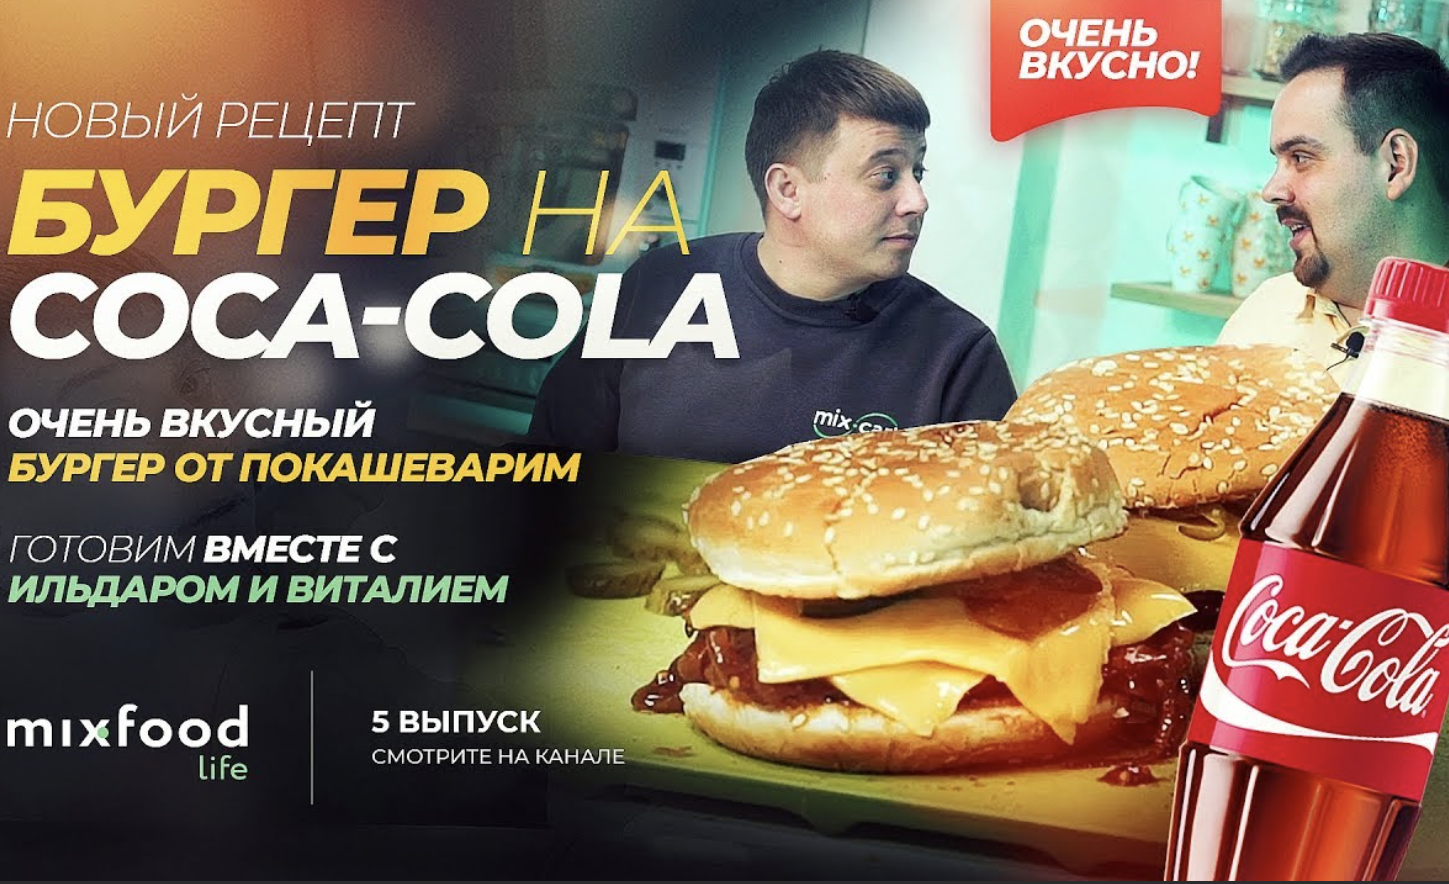 ОЧЕНЬ
ВКУСНО!
НОВЫЙ РЕЦЕПТ
БУРГЕР НА
COCA-COLA
ОЧЕНЬ ВКУСНЫЙ
БУРГЕР ОТ ПОКАШЕВАРИМ
ГОТОВИМ ВМЕСТЕ С
ИЛЬДАРОМ И ВИТАЛИЕМ
mixfood
life
5 ВЫПУСК
СМОТРИТЕ НА КАНАЛЕ
Coca-Cola